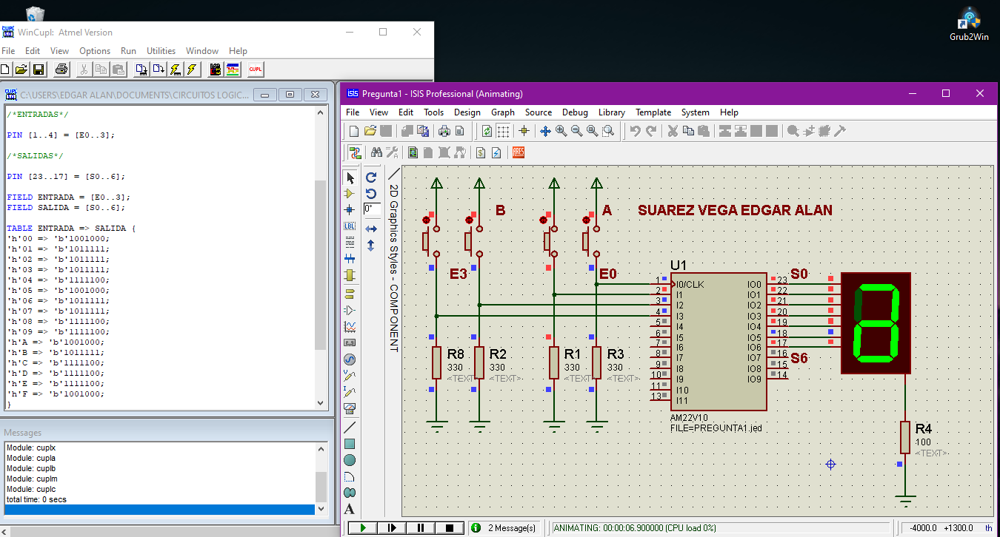 Grub2Win
WinCupl: Atmel Version
File Edit View Options Run Utilities Window Help
CUPL
C:\USERS\EDGAR ALAN\DOCUMENTS\CIRCUITOS LOGIC...
/*ENTRADAS*/
PIN [1..4] = [E0..3];
/*SALIDAS*/
PIN [23..17] = [S0..6];
FIELD ENTRADA = [E0..3];
FIELD SALIDA = [S0..6];
TABLE ENTRADA => SALIDA {
'h'00 => 'b'1001000;
'h'01 => 'b'1011111;
'h'02 => 'b'1011111;
'h'03 => 'b'1011111;
'h'04 => 'b'1111100;
'h'05 => 'b'1001000;
'h'06 => 'b'1011111;
'h'07 => 'b'1011111;
'h'08 => 'b'1111100;
'h'09 => 'b'1111100;
'h'A => 'b'1001000;
'h'B => 'b'1011111;
'h'C => 'b'1111100;
'h'D => 'b'1111100;
'h'E => 'b'1111100;
'h'F => 'b'1001000;
}
Messages
Module: cuplx
Module: cupla
Module: cuplb
Module: cuplm
Module: cuplc
total time: 0 secs
ISIS Pregunta1 - ISIS Professional (Animating)
File View Edit Tools Design Graph Source Debug Library Template System Help
ARES
LBL
0°
A
2D Graphics Styles - COMPONENT
B
A
SUAREZ VEGA EDGAR ALAN
E3
E0
U1
S0
S6
1
2
3
4
5
6
7
8
9
10
11
13
I0/CLK
I1
I2
I3
I4
I5
I6
I7
I8
I9
I10
I11
IO0
IO1
IO2
IO3
IO4
IO5
IO6
IO7
IO8
IO9
23
22
21
20
19
18
17
16
15
14
AM22V10
FILE=PREGUNTA1.jed
R8
330
<TEXT>
R2
330
<TEXT>
R1
330
<TEXT>
R3
330
<TEXT>
R4
100
<TEXT>
2 Message(s)
ANIMATING: 00:00:06.900000 (CPU load 0%)
-4000.0 +1300.0 th